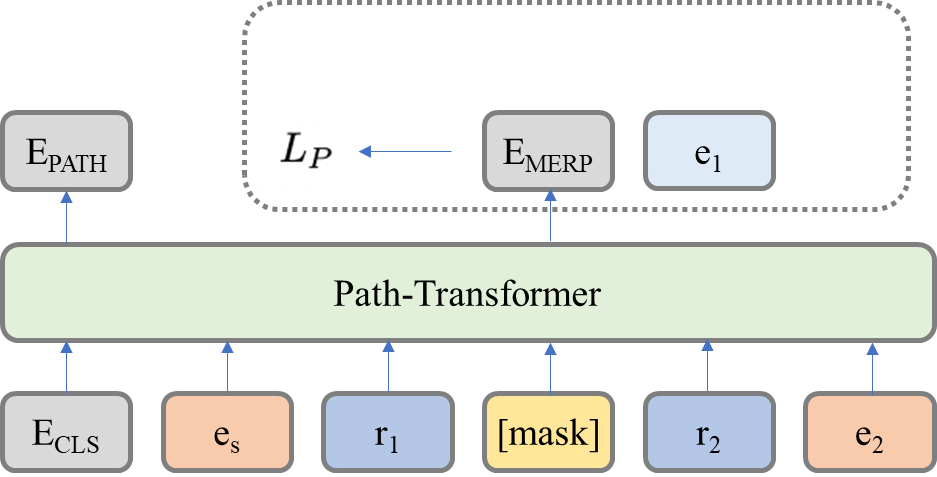 E_PATH L_P E_MERP e_1
Path-Transformer
E_CLS e_s r_1 [mask] r_2 e_2